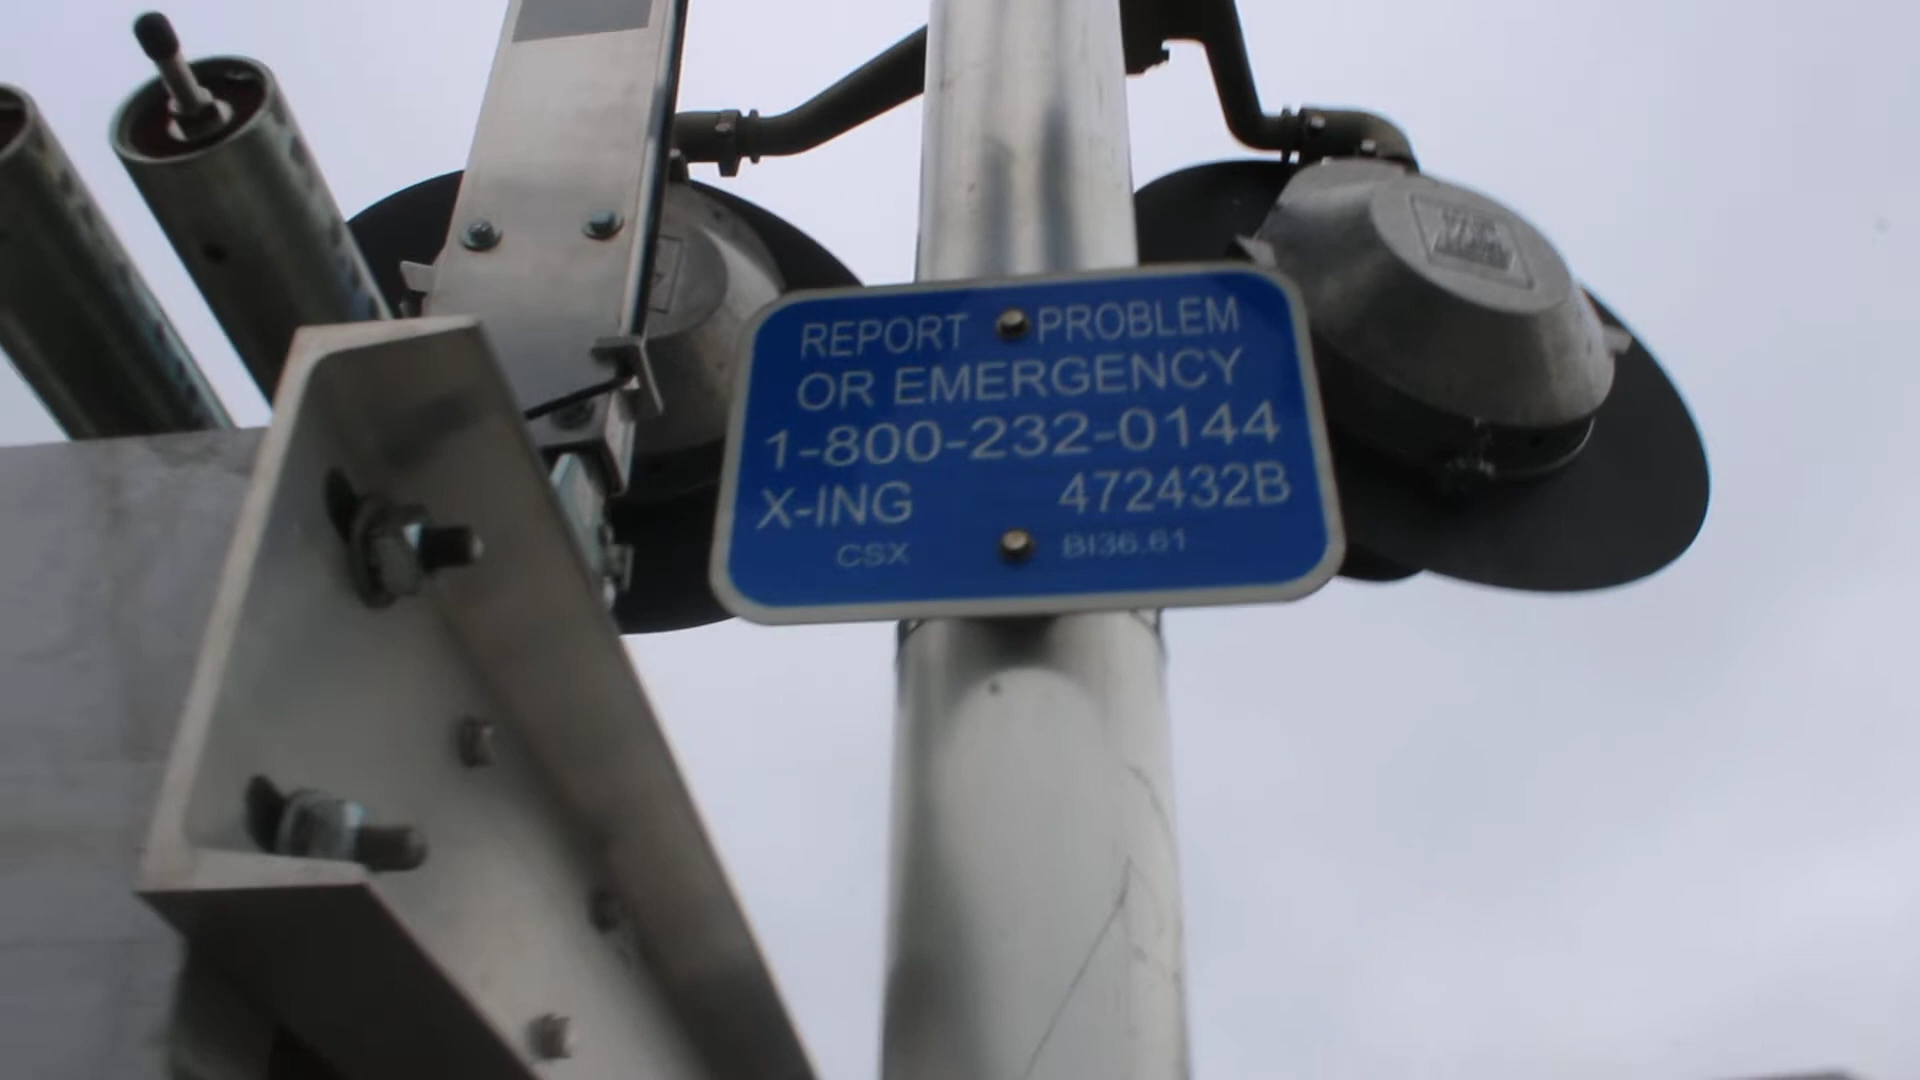 REPORT PROBLEM
OR EMERGENCY
1-800-232-0144
X-ING 472432B
CSX BI36.61